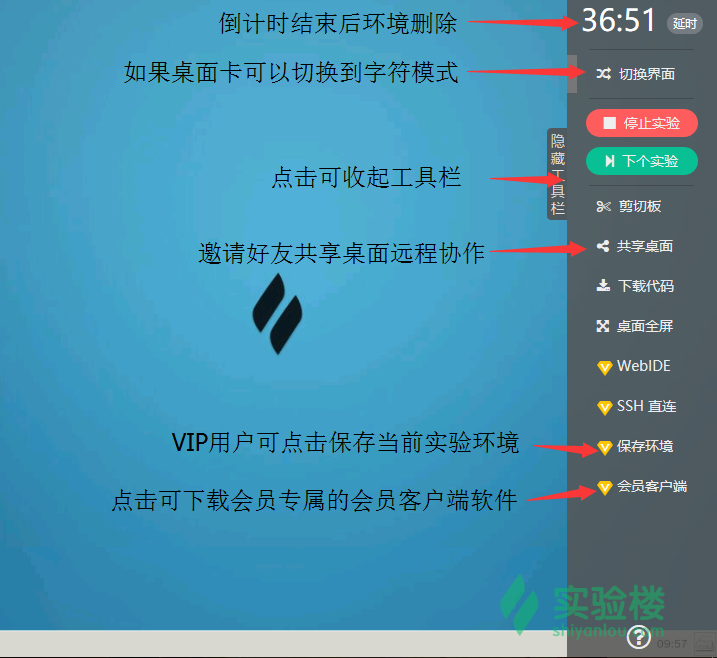 倒计时结束后环境删除
36:51 延时
如果桌面卡可以切换到字符模式
切换界面
停止实验
下个实验
隐藏工具栏
点击可收起工具栏
剪切板
邀请好友共享桌面远程协作
共享桌面
下载代码
桌面全屏
WebIDE
SSH 直连
VIP用户可点击保存当前实验环境
保存环境
点击可下载会员专属的会员客户端软件
会员客户端
实验楼
shiyanlou.com
09:57